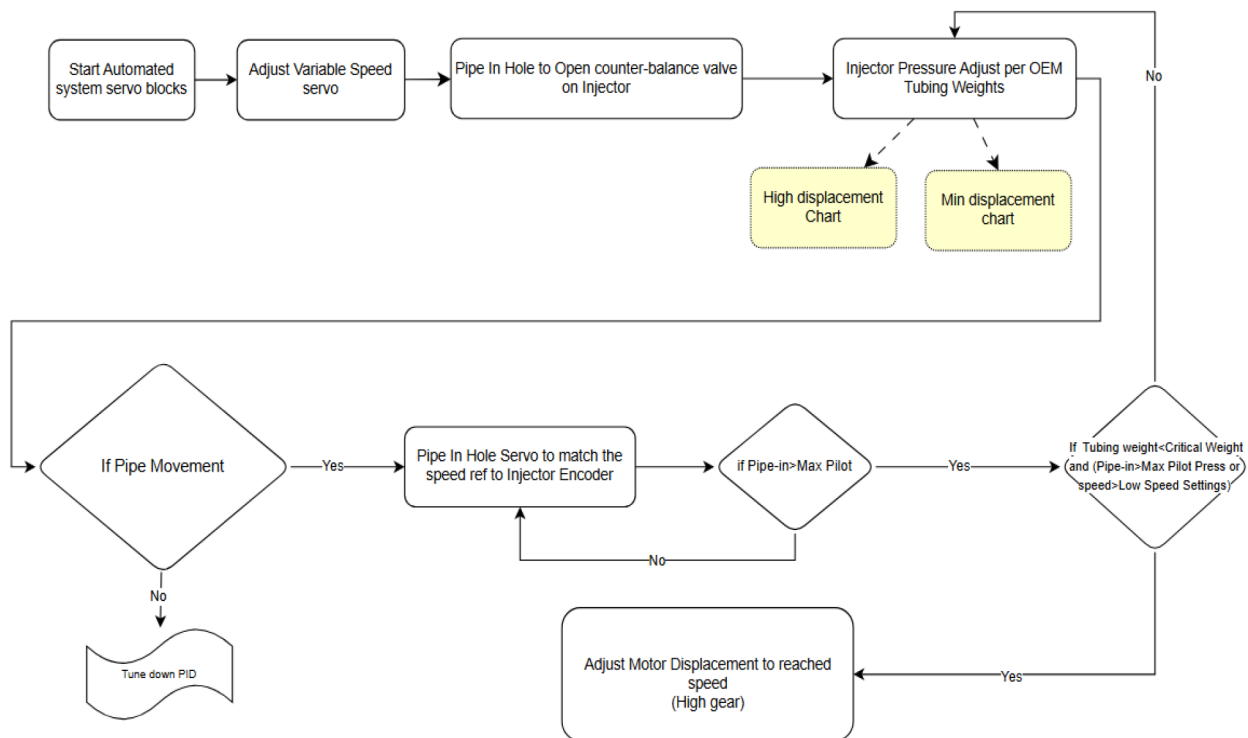 No
Start Automated
system servo blocks
Adjust Variable Speed
servo
Pipe In Hole to Open counter-balance valve
on Injector
Injector Pressure Adjust per OEM
Tubing Weights
High displacement
Chart
Min displacement
chart
If Pipe Movement
Yes
Pipe In Hole Servo to match the
speed ref to Injector Encoder
if Pipe-in>Max Pilot
Yes
If Tubing weight<Critical Weight
and (Pipe-in>Max Pilot Press or
speed>Low Speed Settings)
No
No
Tune down PID
Adjust Motor Displacement to reached
speed
(High gear)
Yes